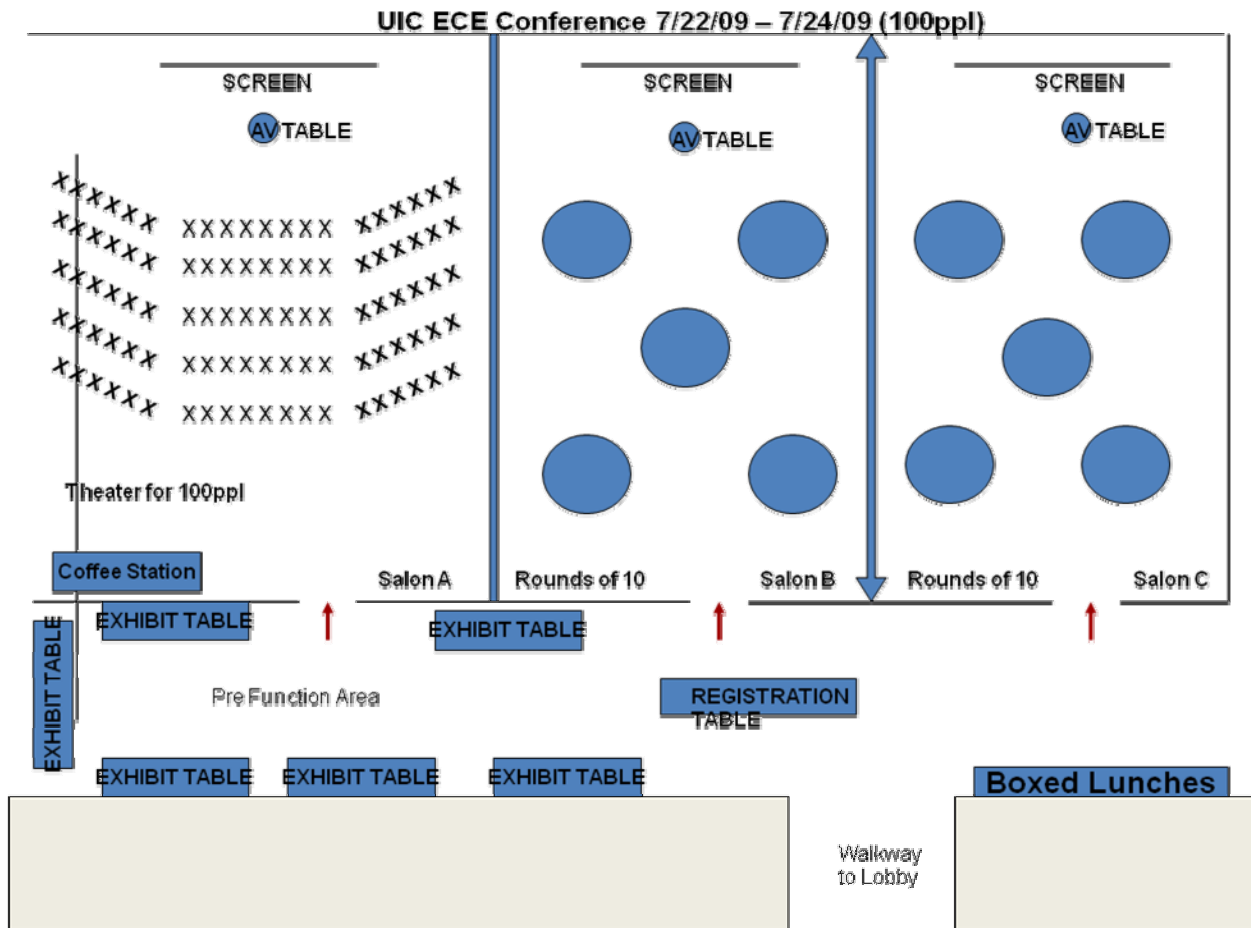 UIC ECE Conference 7/22/09 – 7/24/09 (100ppl)
SCREEN
SCREEN
SCREEN
AV TABLE
AV TABLE
AV TABLE
XXXXXX
XXXXXXXX
XXXXXX
XXXXXX
XXXXXXXX
XXXXXX
XXXXXX
XXXXXXXX
XXXXXX
XXXXXX
XXXXXXXX
XXXXXX
XXXXXX
XXXXXXXX
XXXXXX
Theater for 100ppl
Coffee Station
Salon A
Rounds of 10
Salon B
Rounds of 10
Salon C
EXHIBIT TABLE
EXHIBIT TABLE
EXHIBIT TABLE
Pre Function Area
REGISTRATION
TABLE
EXHIBIT TABLE
EXHIBIT TABLE
EXHIBIT TABLE
Boxed Lunches
Walkway
to Lobby